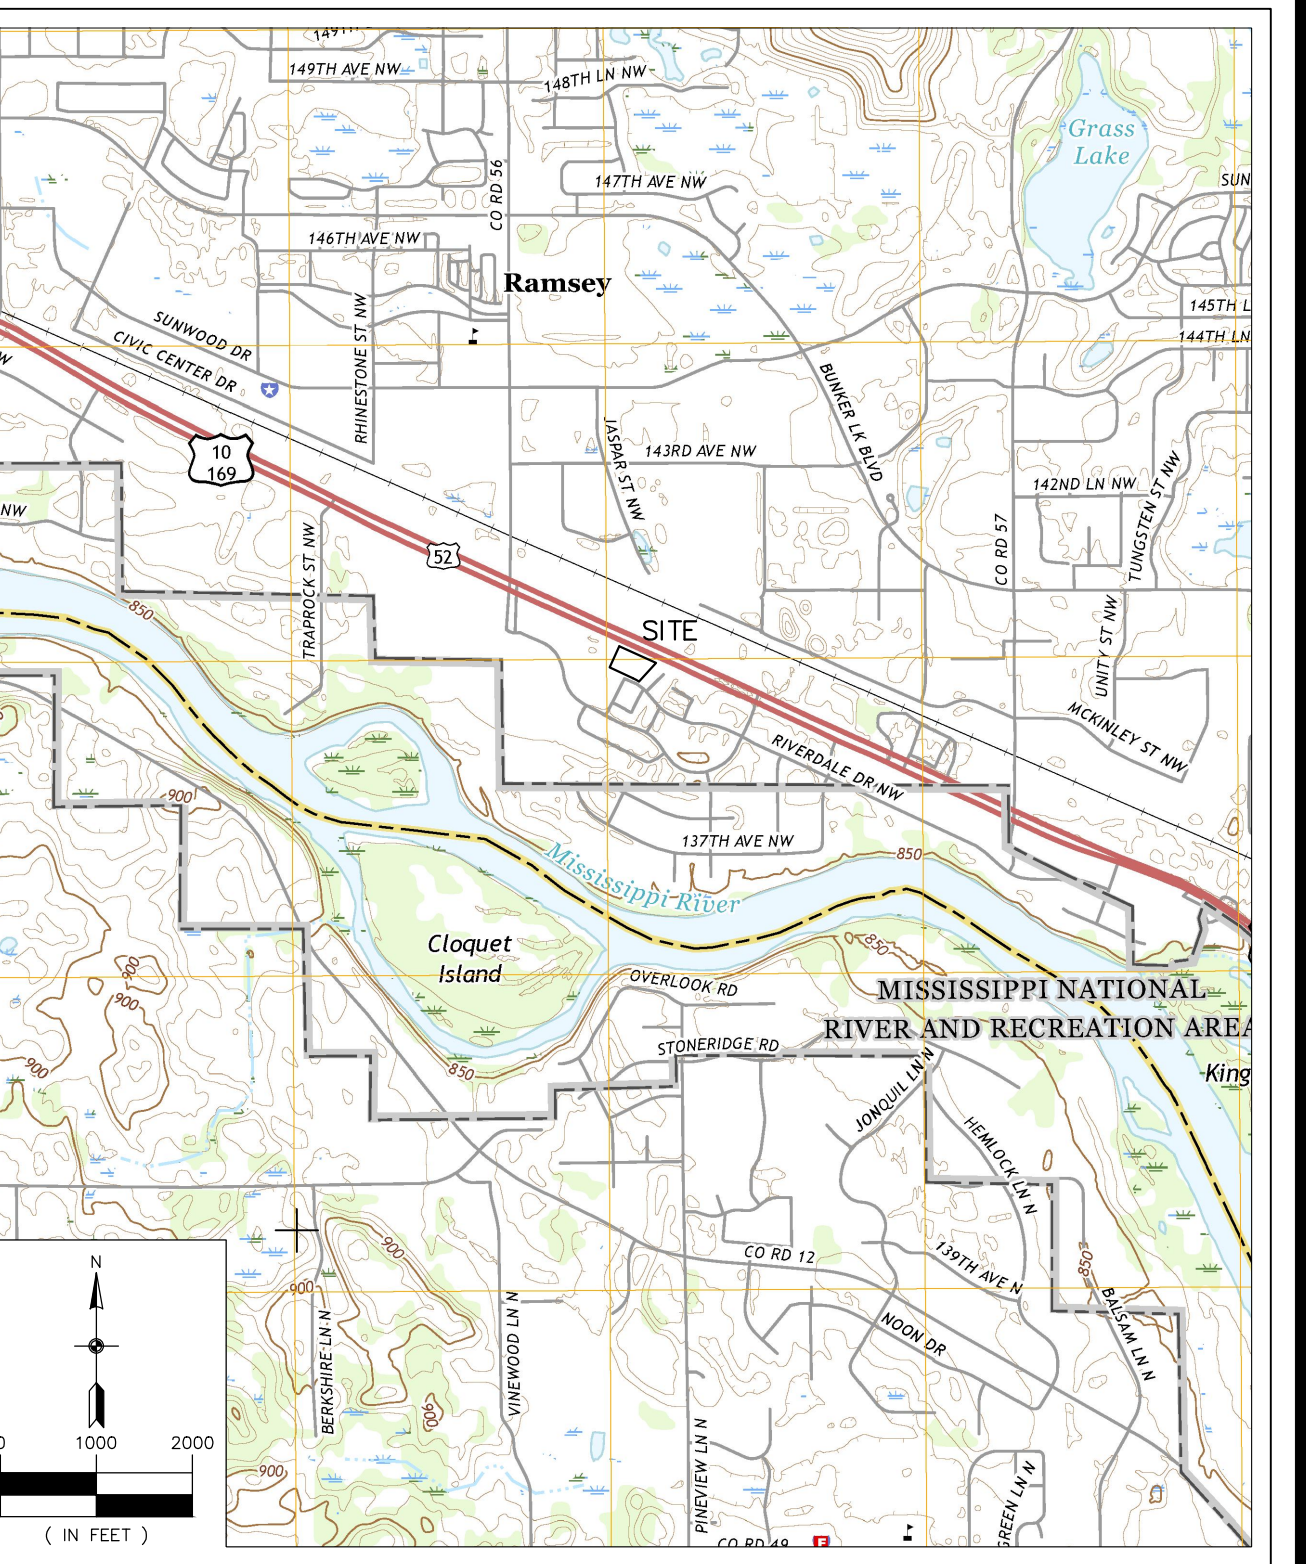 149TH
149TH AVE NW
148TH LN NW
Grass
Lake
CO RD 56
147TH AVE NW
SUN
146TH AVE NW
Ramsey
145TH L
144TH LN
SUNWOOD DR
CIVIC CENTER DR
RHINESTONE ST NW
W
BUNKER LK BLVD
JASPAR ST NW
143RD AVE NW
10
169
142ND LN NW
TUNGSTEN ST NW
NW
CO RD 57
52
TRAPROCK ST NW
850
SITE
UNITY ST NW
MCKINLEY ST NW
RIVERDALE DR NW
900
137TH AVE NW
Mississippi River
850
Cloquet
Island
850
900
900
OVERLOOK RD
MISSISSIPPI NATIONAL
RIVER AND RECREATION AREA
STONERIDGE RD
900
850
King
JONQUIL LN N
HEMLOCK LN N
900
CO RD 12
139TH AVE N
850
N
900
BALSAM LN N
NOON DR
BERKSHIRE LN N
VINEWOOD LN N
900
PINEVIEW LN N
0 1000 2000
900
GREEN LN N
( IN FEET )
CO RD 49
F